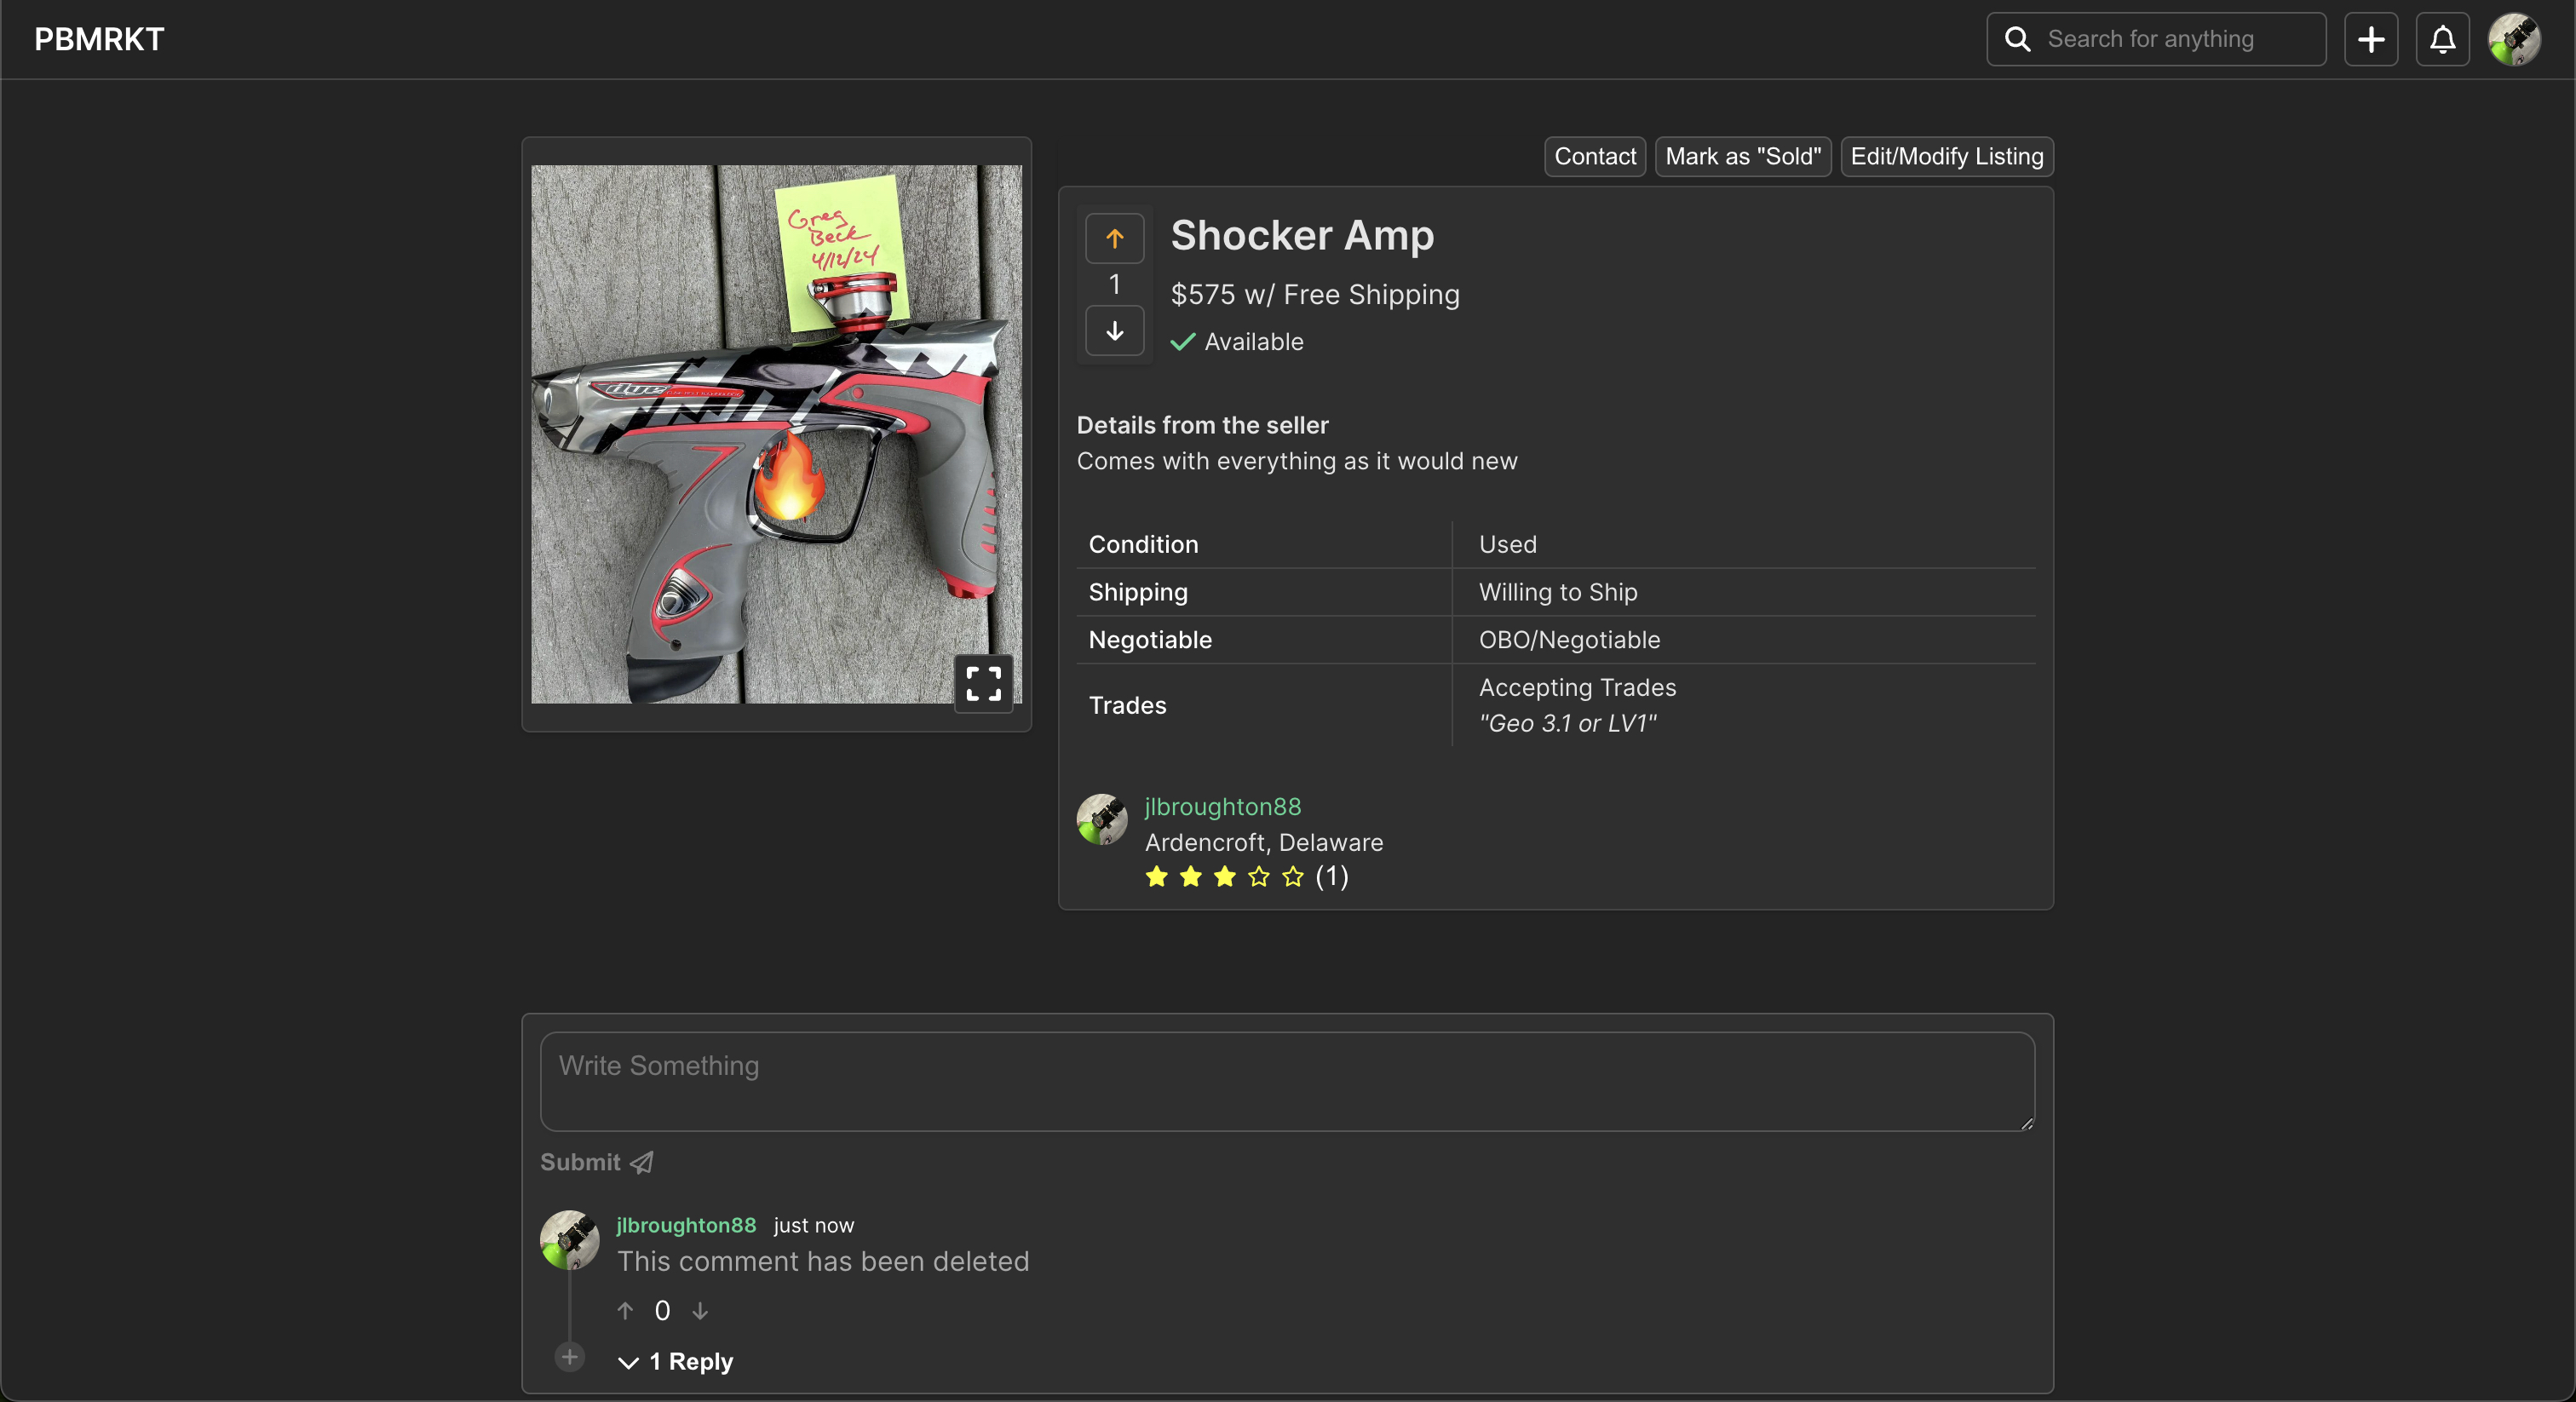 PBMRKT
Search for anything
Contact
Mark as "Sold"
Edit/Modify Listing
Greg
Beck
4/12/24
dye
Shocker Amp
1
$575 w/ Free Shipping
Available
Details from the seller
Comes with everything as it would new
Condition
Used
Shipping
Willing to Ship
Negotiable
OBO/Negotiable
Trades
Accepting Trades
"Geo 3.1 or LV1"
jlbroughton88
Ardencroft, Delaware
(1)
Write Something
Submit
jlbroughton88 just now
This comment has been deleted
0
1 Reply